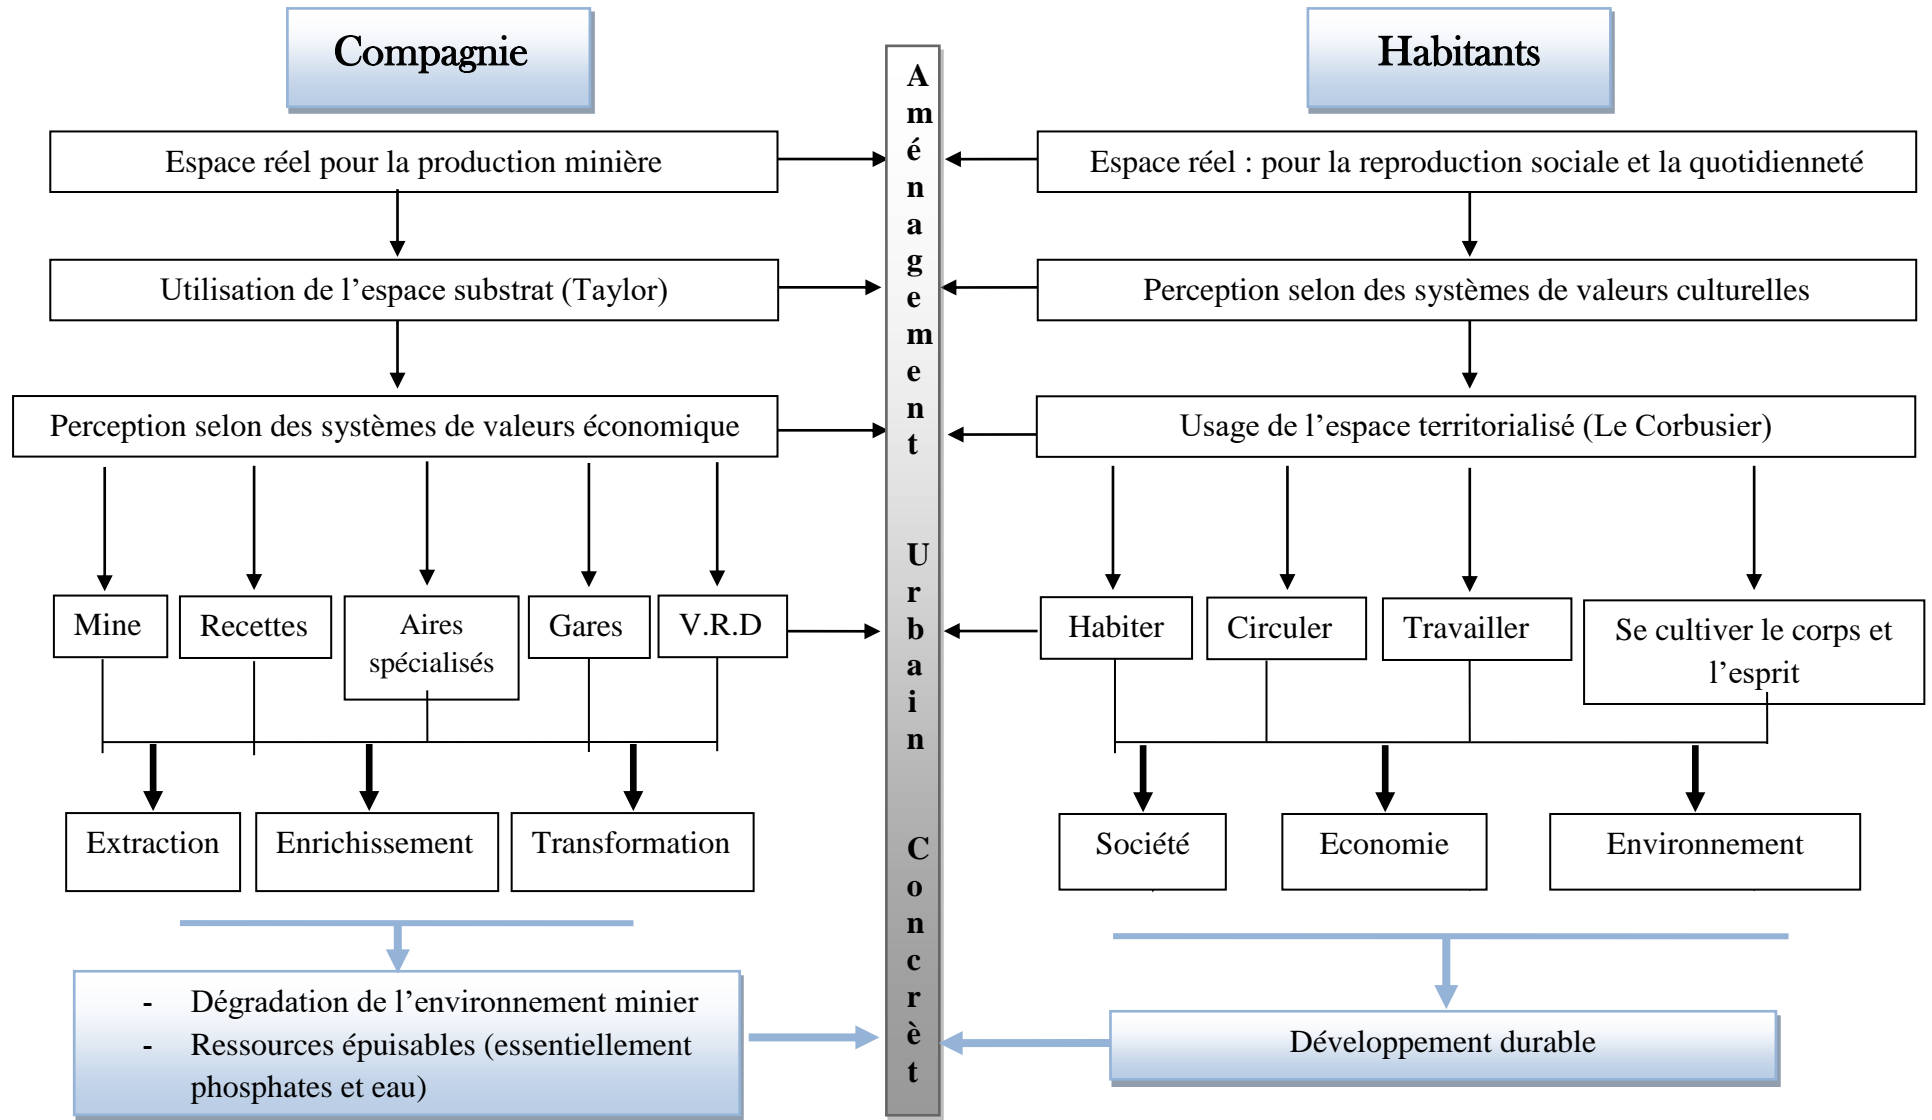 Compagnie
Habitants
Aménagement Urbain Concrèt
Espace réel pour la production minière
Espace réel : pour la reproduction sociale et la quotidienneté
Utilisation de l’espace substrat (Taylor)
Perception selon des systèmes de valeurs culturelles
Perception selon des systèmes de valeurs économique
Usage de l’espace territorialisé (Le Corbusier)
Mine
Recettes
Aires
spécialisés
Gares
V.R.D
Habiter
Circuler
Travailler
Se cultiver le corps et
l’esprit
Extraction
Enrichissement
Transformation
Société
Economie
Environnement
- Dégradation de l’environnement minier
- Ressources épuisables (essentiellement
phosphates et eau)
Développement durable